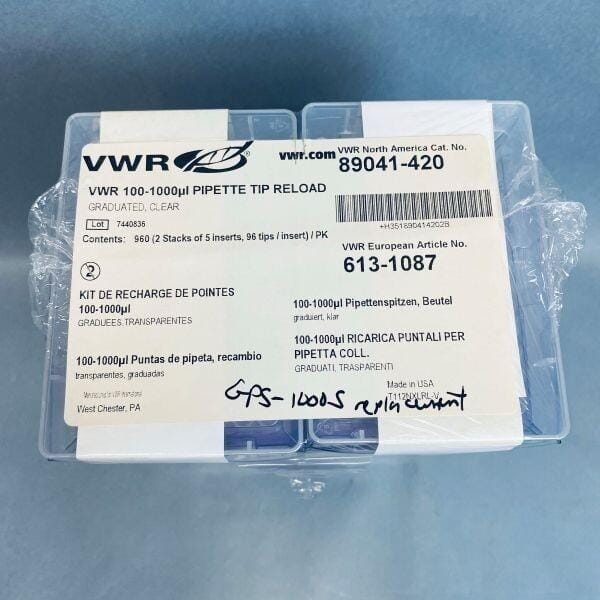 VWR
vwr.com
VWR North America Cat. No.
89041-420
VWR 100-1000µl PIPETTE TIP RELOAD
GRADUATED, CLEAR
Lot 7440836
Contents: 960 (2 Stacks of 5 inserts, 96 tips / insert) / PK
+H351890414202B
VWR European Article No.
613-1087
2
KIT DE RECHARGE DE POINTES
100-1000µl
GRADUEES,TRANSPARENTES
100-1000µl Puntas de pipeta, recambio
transparentes, graduadas
West Chester, PA
100-1000µl Pipettenspitzen, Beutel
graduiert, klar
100-1000µl RICARICA PUNTALI PER
PIPETTA COLL.
GRADUATI, TRASPARENTI
Made in USA
T112NXLRL-V
GPS-1000S replacement